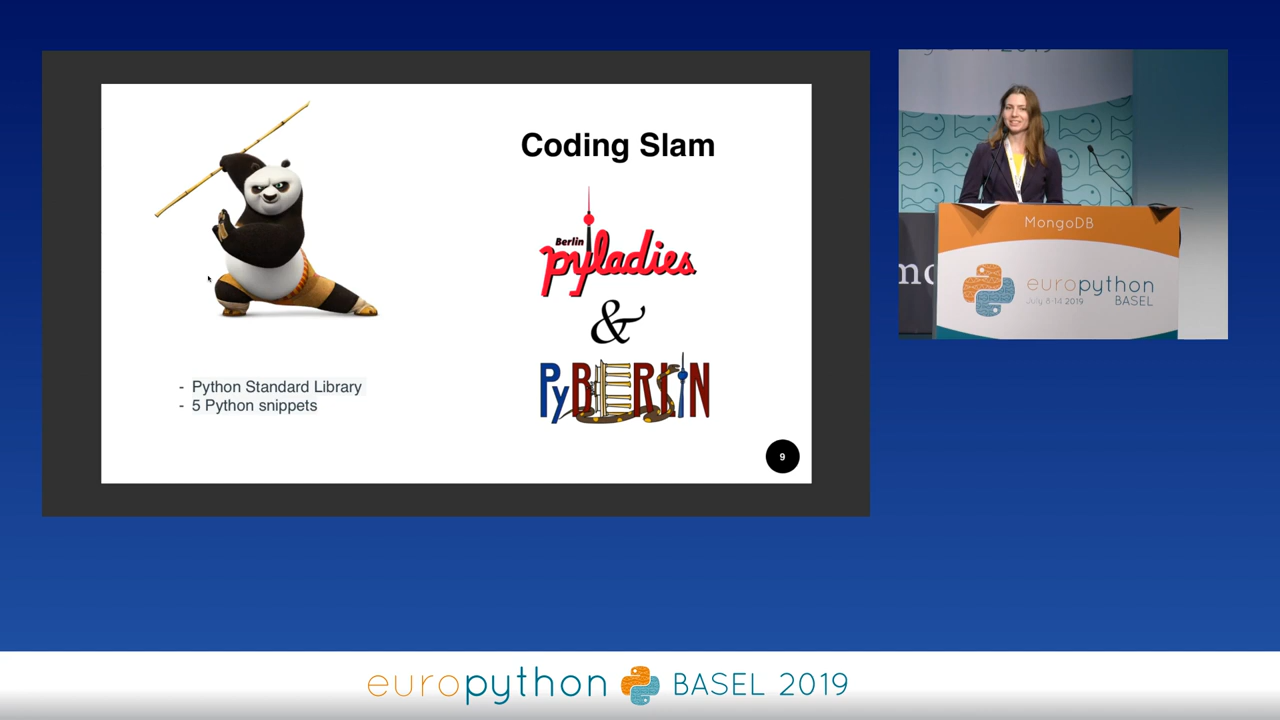 Coding Slam
Berlin
pyladies
&
PyBERLIN
- Python Standard Library
- 5 Python snippets
9
MongoDB
europython
July 8-14 2019
BASEL
europython BASEL 2019